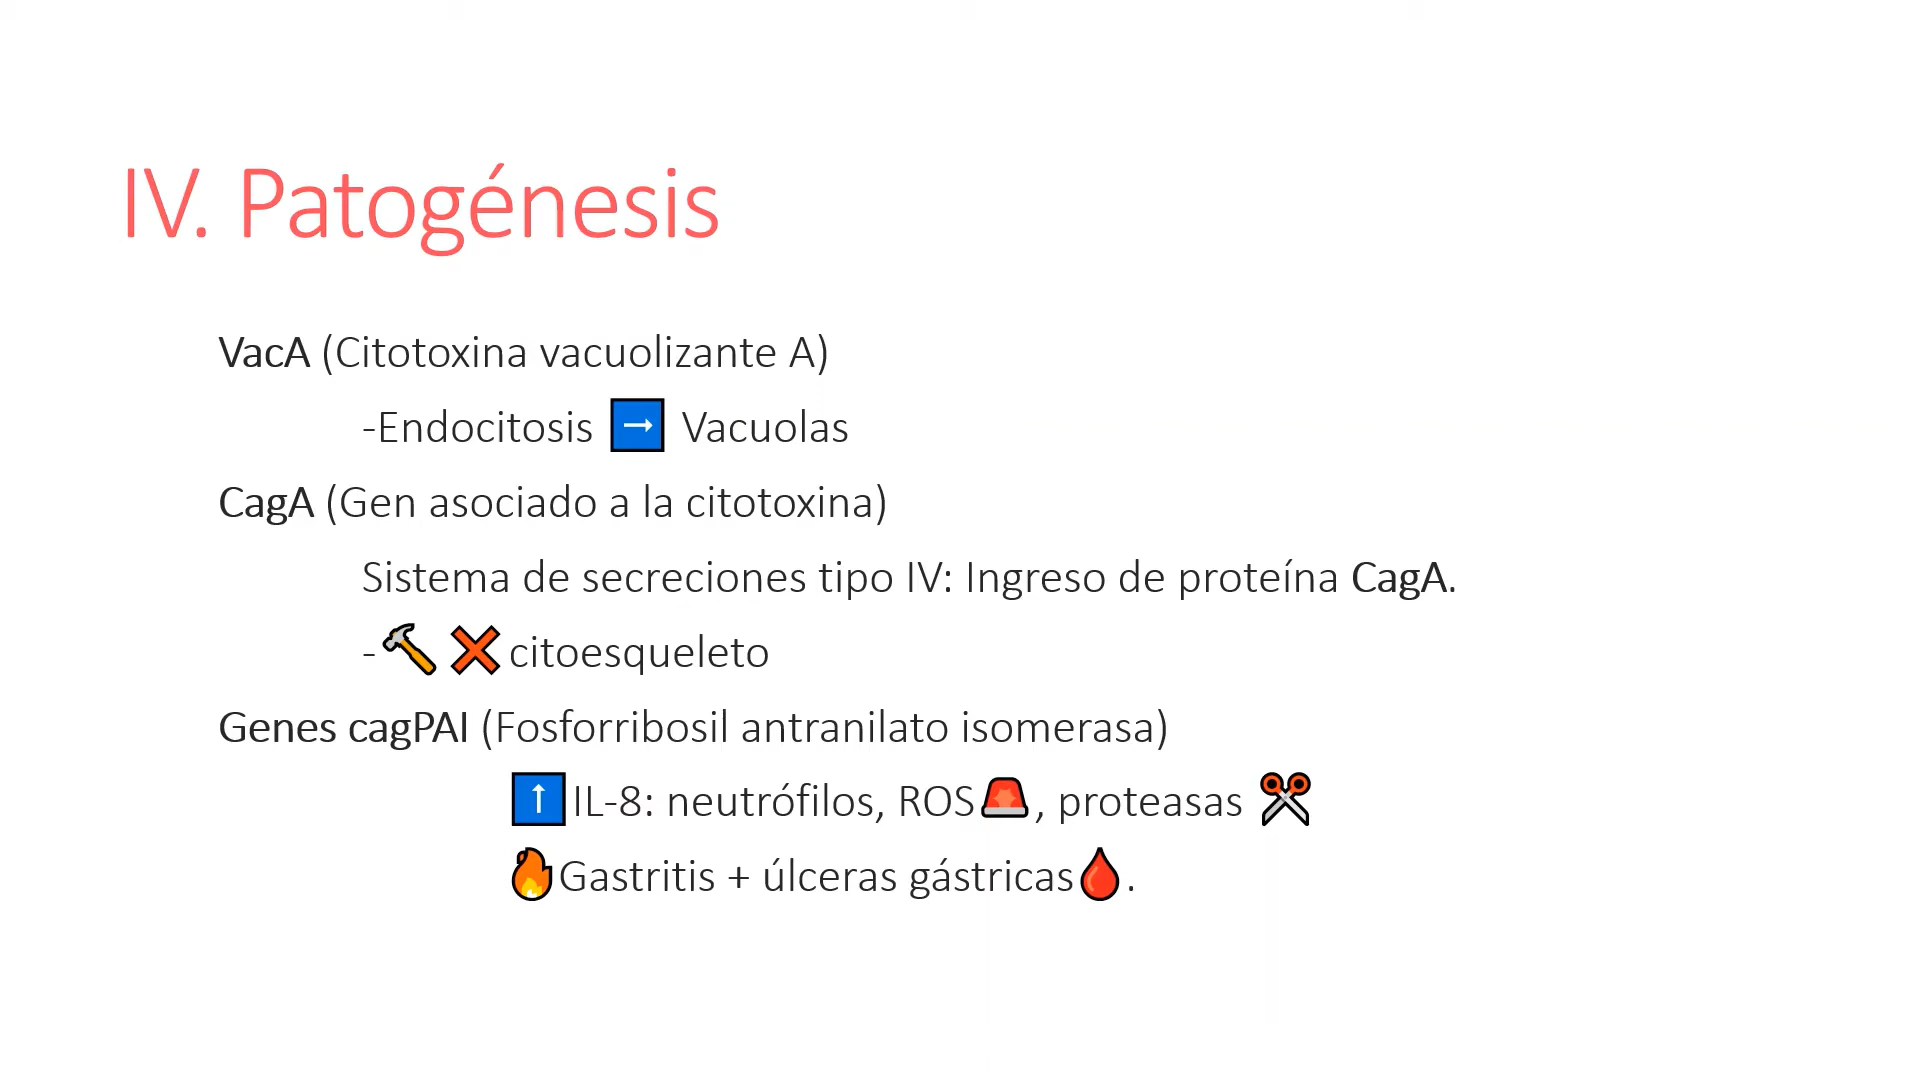 IV. Patogénesis
VacA (Citotoxina vacuolizante A)
-Endocitosis ➡️ Vacuolas
CagA (Gen asociado a la citotoxina)
Sistema de secreciones tipo IV: Ingreso de proteína CagA.
-🔨❌citoesqueleto
Genes cagPAI (Fosforribosil antranilato isomerasa)
⬆️IL-8: neutrófilos, ROS🚨, proteasas ✂️
🔥Gastritis + úlceras gástricas🩸.